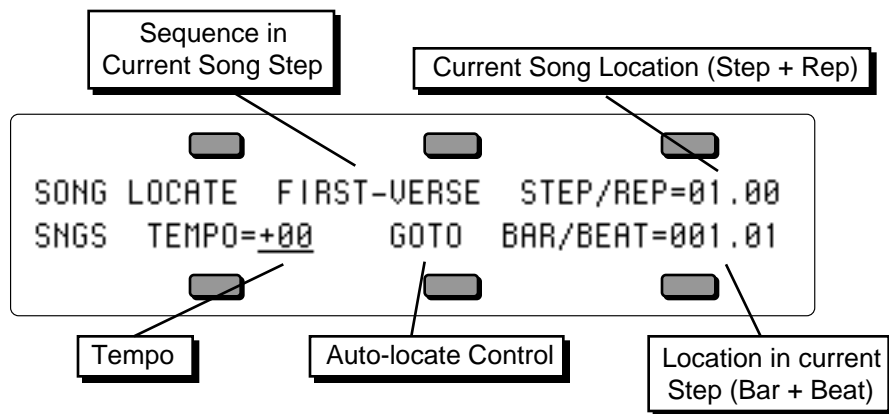 Sequence in
Current Song Step
Current Song Location (Step + Rep)
SONG LOCATE FIRST-VERSE STEP/REP=01.00
SNGS TEMPO=+00 GOTO BAR/BEAT=001.01
Tempo
Auto-locate Control
Location in current
Step (Bar + Beat)